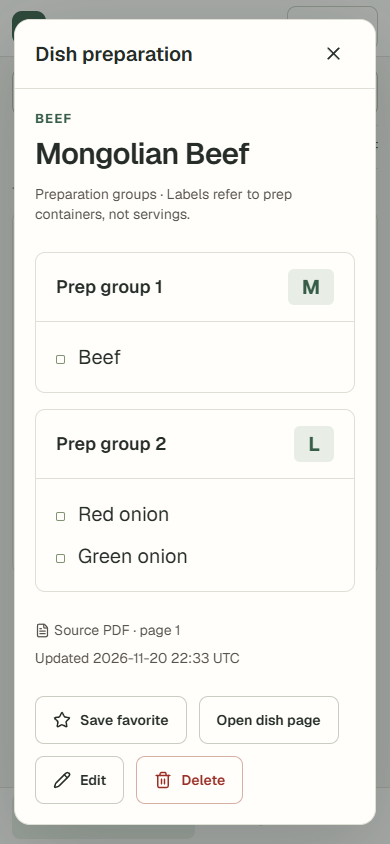 Dish preparation
BEEF
Mongolian Beef
Preparation groups · Labels refer to prep
containers, not servings.
Prep group 1
M
Beef
Prep group 2
L
Red onion
Green onion
Source PDF · page 1
Updated 2026-11-20 22:33 UTC
Save favorite
Open dish page
Edit
Delete